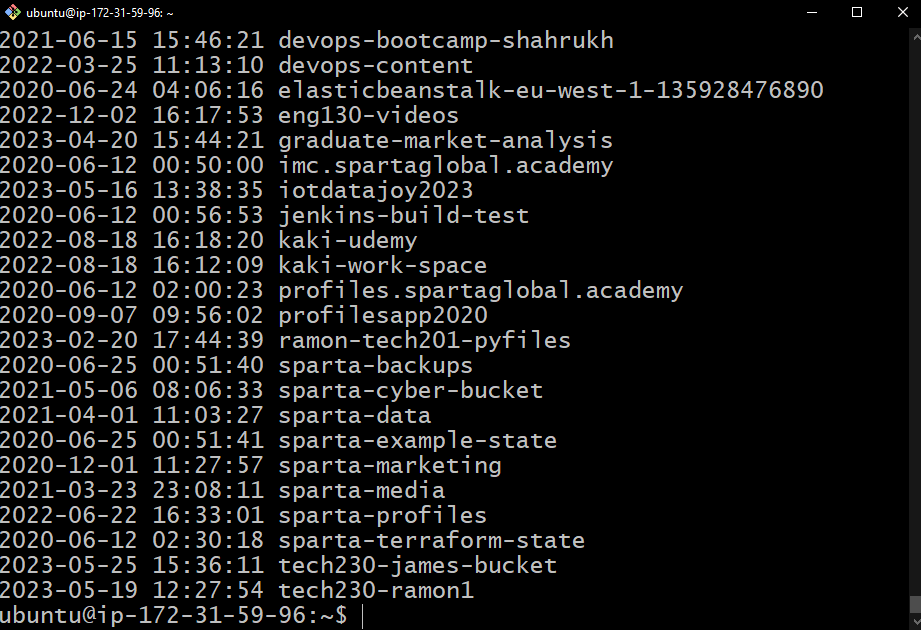 ubuntu@ip-172-31-59-96: ~
2021-06-15 15:46:21 devops-bootcamp-shahrukh
2022-03-25 11:13:10 devops-content
2020-06-24 04:06:16 elasticbeanstalk-eu-west-1-135928476890
2022-12-02 16:17:53 eng130-videos
2023-04-20 15:44:21 graduate-market-analysis
2020-06-12 00:50:00 imc.spartaglobal.academy
2023-05-16 13:38:35 iotdatajoy2023
2020-06-12 00:56:53 jenkins-build-test
2022-08-18 16:18:20 kaki-udemy
2022-08-18 16:12:09 kaki-work-space
2020-06-12 02:00:23 profiles.spartaglobal.academy
2020-09-07 09:56:02 profilesapp2020
2023-02-20 17:44:39 ramon-tech201-pyfiles
2020-06-25 00:51:40 sparta-backups
2021-05-06 08:06:33 sparta-cyber-bucket
2021-04-01 11:03:27 sparta-data
2020-06-25 00:51:41 sparta-example-state
2020-12-01 11:27:57 sparta-marketing
2021-03-23 23:08:11 sparta-media
2022-06-22 16:33:01 sparta-profiles
2020-06-12 02:30:18 sparta-terraform-state
2023-05-25 15:36:11 tech230-james-bucket
2023-05-19 12:27:54 tech230-ramon1
ubuntu@ip-172-31-59-96:~$